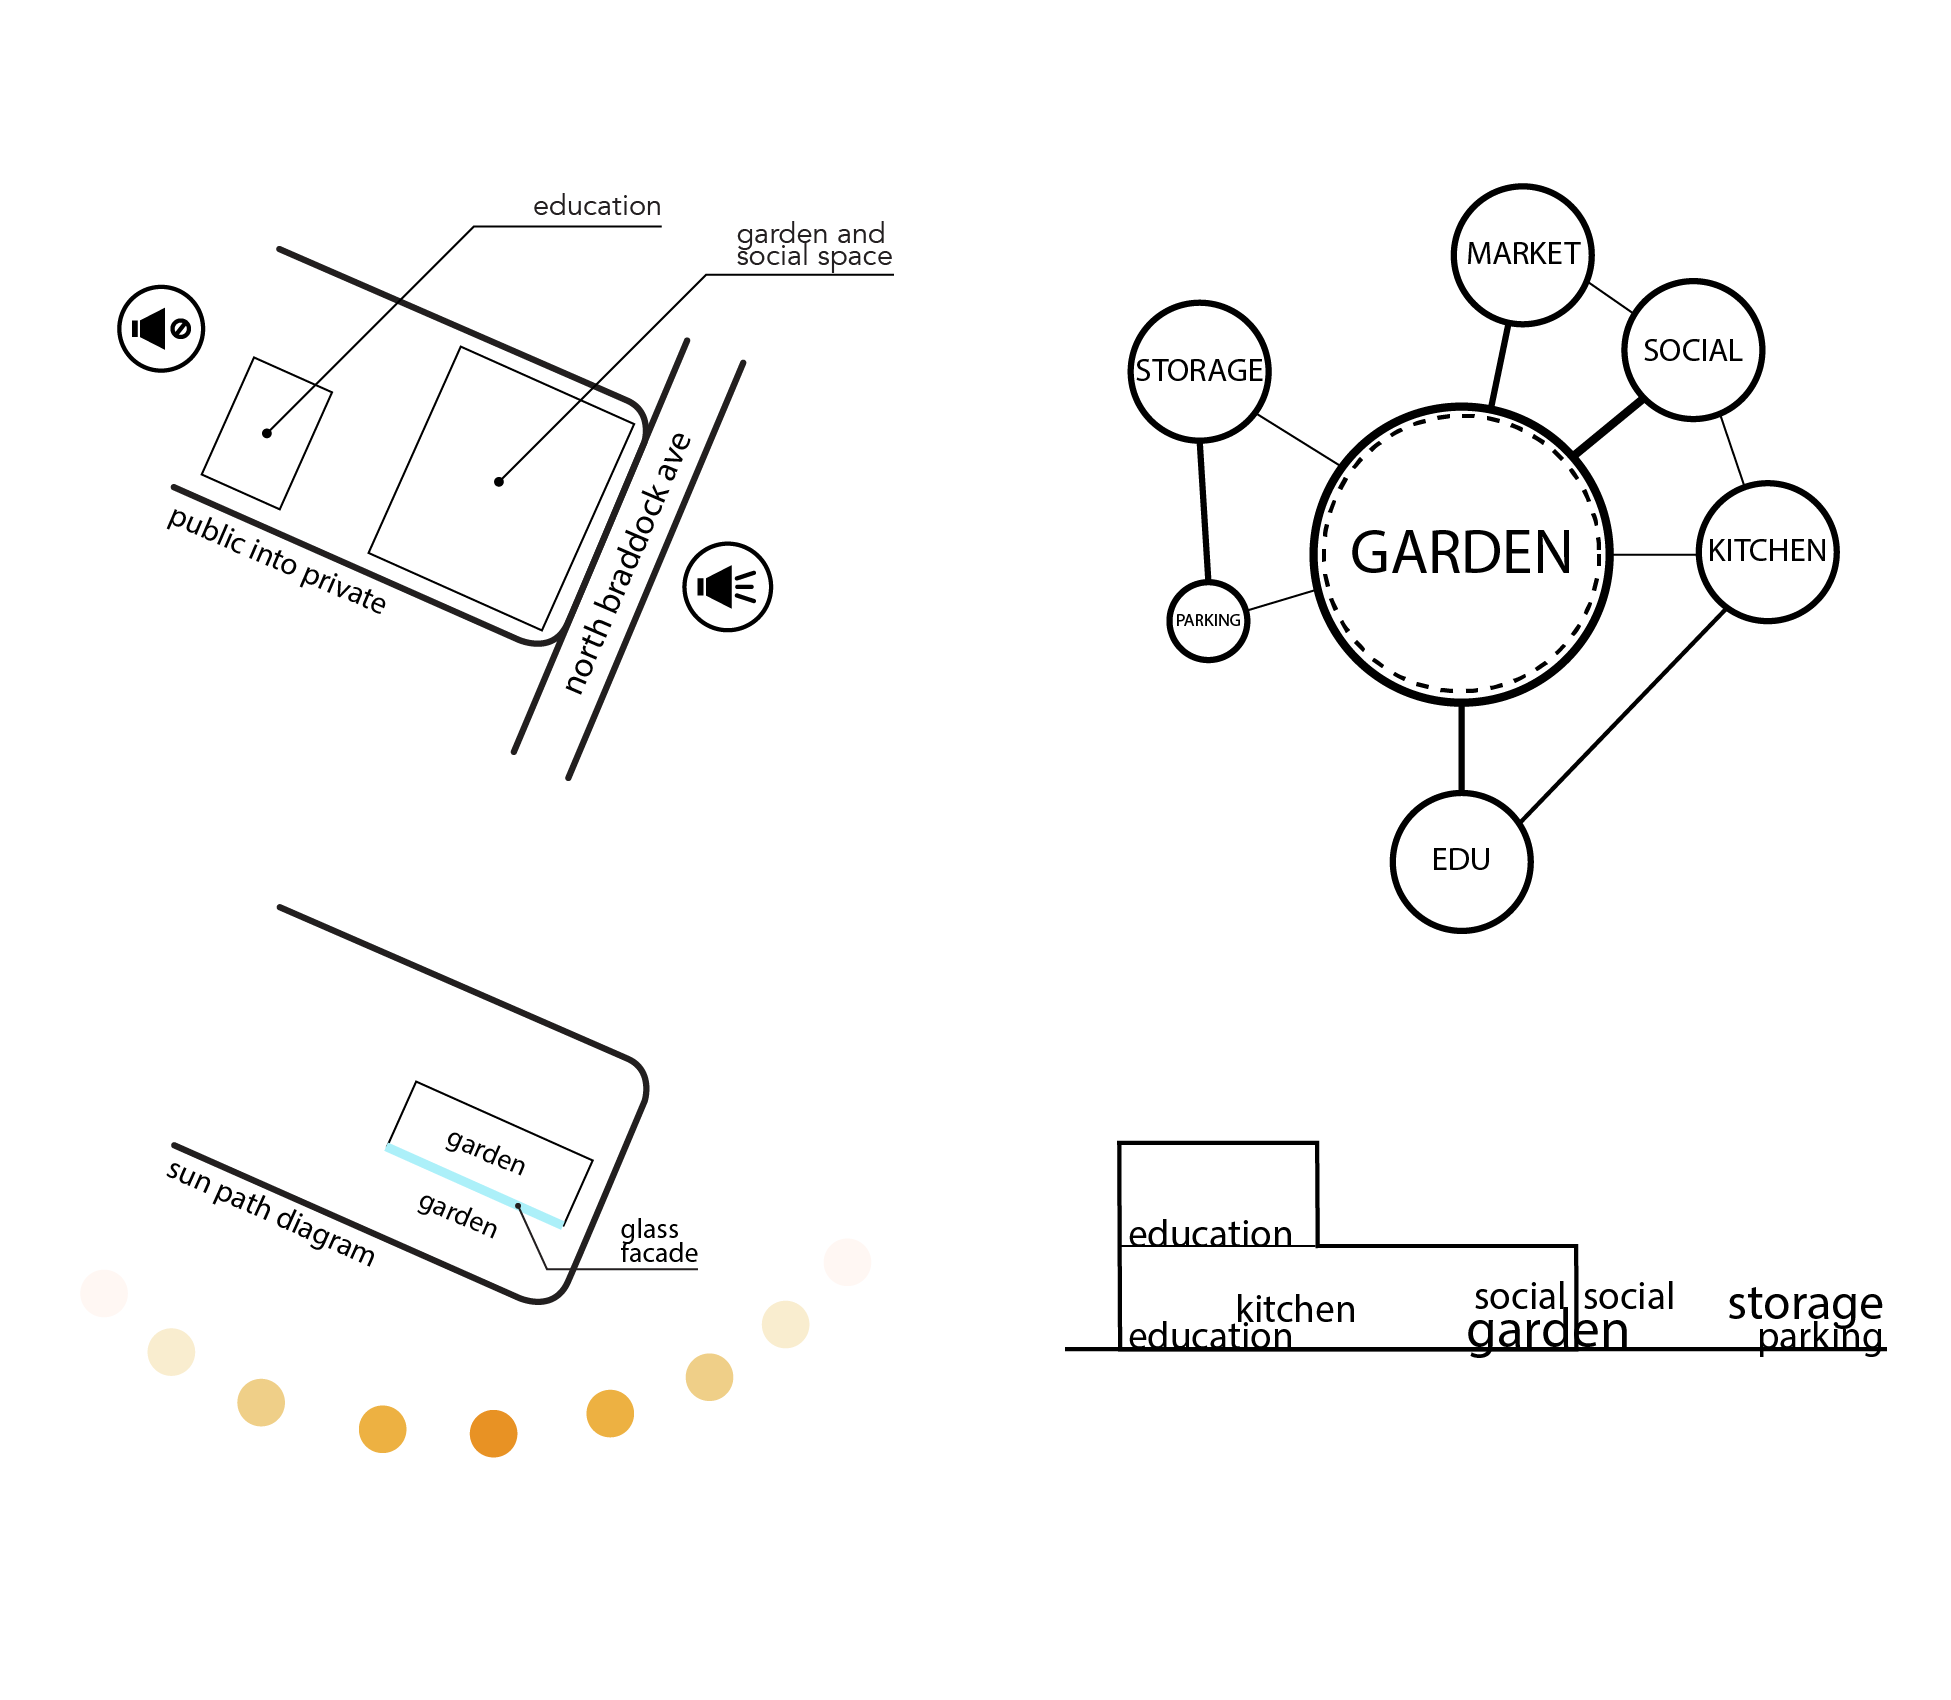 education
garden and
social space
north braddock ave
public into private
MARKET
SOCIAL
STORAGE
GARDEN
KITCHEN
PARKING
EDU
garden
garden
glass
facade
sun path diagram
education
kitchen
education
social social
garden
storage
parking